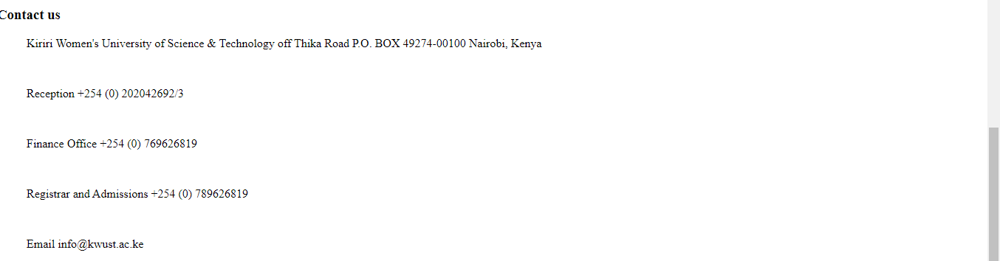 Contact us
Kiriri Women's University of Science & Technology off Thika Road P.O. BOX 49274-00100 Nairobi, Kenya
Reception +254 (0) 202042692/3
Finance Office +254 (0) 769626819
Registrar and Admissions +254 (0) 789626819
Email info@kwust.ac.ke